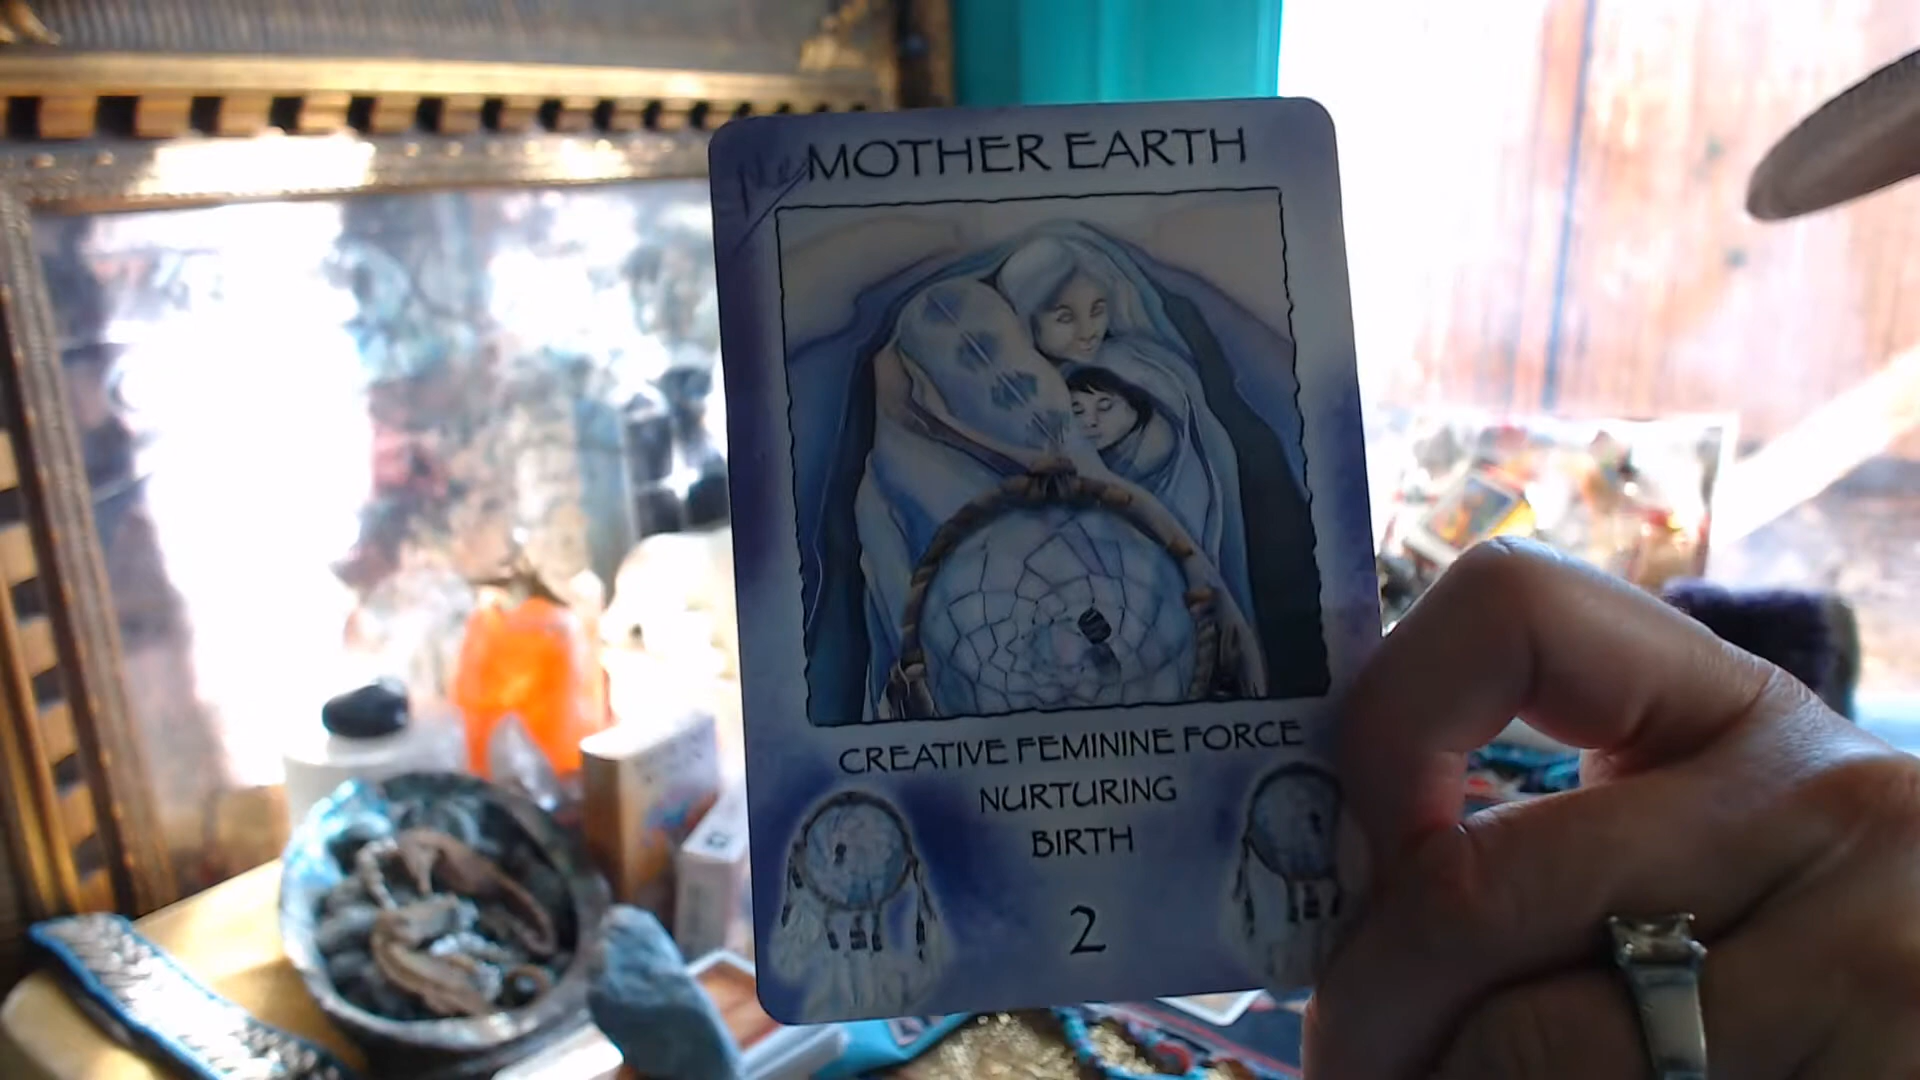 MOTHER EARTH
CREATIVE FEMININE FORCE
NURTURING
BIRTH
2